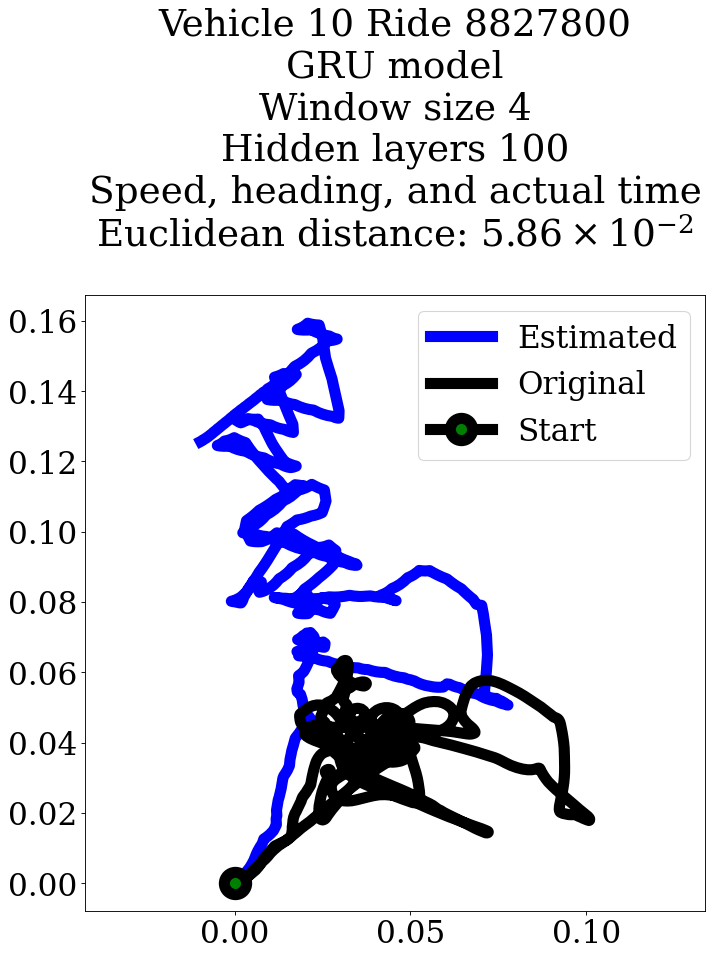 Vehicle 10 Ride 8827800
GRU model
Window size 4
Hidden layers 100
Speed, heading, and actual time
Euclidean distance: 5.86 × 10⁻²
Estimated
Original
Start
0.16
0.14
0.12
0.10
0.08
0.06
0.04
0.02
0.00
0.00 0.05 0.10